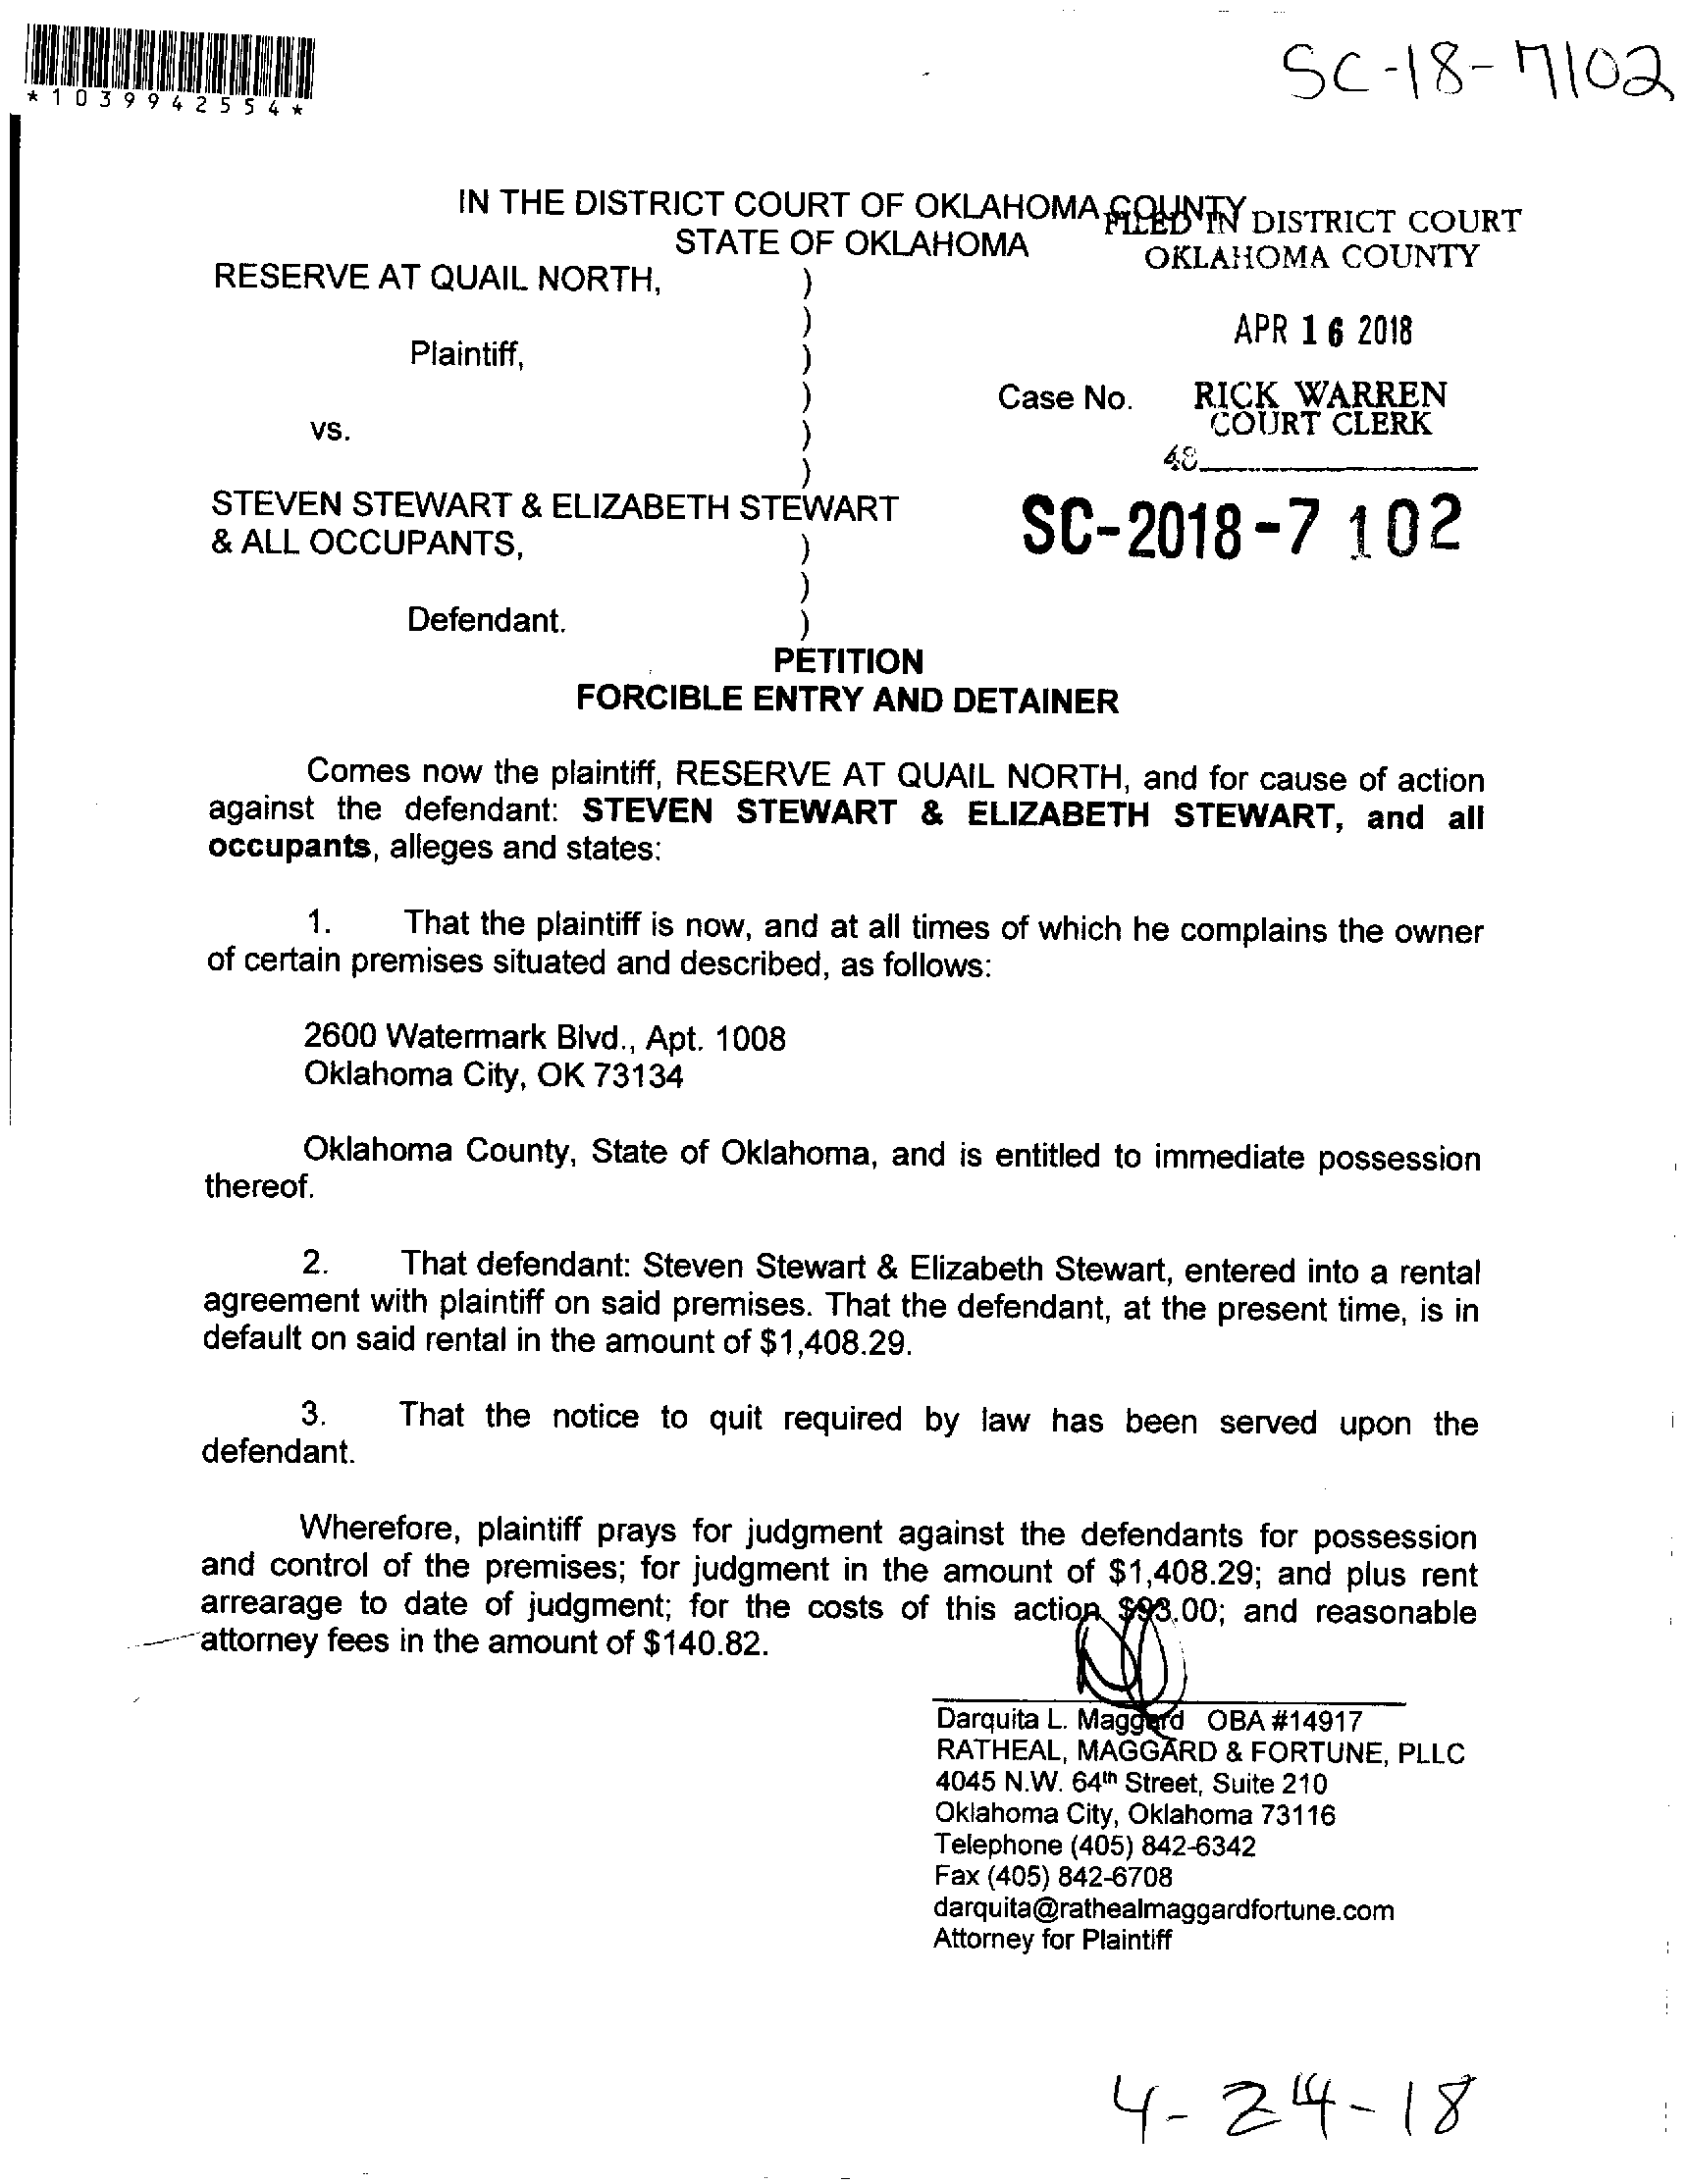 *1039942554*
SC-18-7102
IN THE DISTRICT COURT OF OKLAHOMA COUNTY
STATE OF OKLAHOMA
FILED IN DISTRICT COURT
OKLAHOMA COUNTY
APR 16 2018
RICK WARREN
COURT CLERK
48
RESERVE AT QUAIL NORTH, )
)
Plaintiff, )
) Case No.
vs. )
)
STEVEN STEWART & ELIZABETH STEWART
& ALL OCCUPANTS, )
SC-2018-7102
)
Defendant. )
PETITION
FORCIBLE ENTRY AND DETAINER
Comes now the plaintiff, RESERVE AT QUAIL NORTH, and for cause of action
against the defendant: STEVEN STEWART & ELIZABETH STEWART, and all
occupants, alleges and states:
1. That the plaintiff is now, and at all times of which he complains the owner
of certain premises situated and described, as follows:
2600 Watermark Blvd., Apt. 1008
Oklahoma City, OK 73134
Oklahoma County, State of Oklahoma, and is entitled to immediate possession
thereof.
2. That defendant: Steven Stewart & Elizabeth Stewart, entered into a rental
agreement with plaintiff on said premises. That the defendant, at the present time, is in
default on said rental in the amount of $1,408.29.
3. That the notice to quit required by law has been served upon the
defendant.
Wherefore, plaintiff prays for judgment against the defendants for possession
and control of the premises; for judgment in the amount of $1,408.29; and plus rent
arrearage to date of judgment; for the costs of this action $93.00; and reasonable
attorney fees in the amount of $140.82.
Darquita L. Maggard OBA #14917
RATHEAL, MAGGARD & FORTUNE, PLLC
4045 N.W. 64th Street, Suite 210
Oklahoma City, Oklahoma 73116
Telephone (405) 842-6342
Fax (405) 842-6708
darquita@rathealmaggardfortune.com
Attorney for Plaintiff
4-24-18